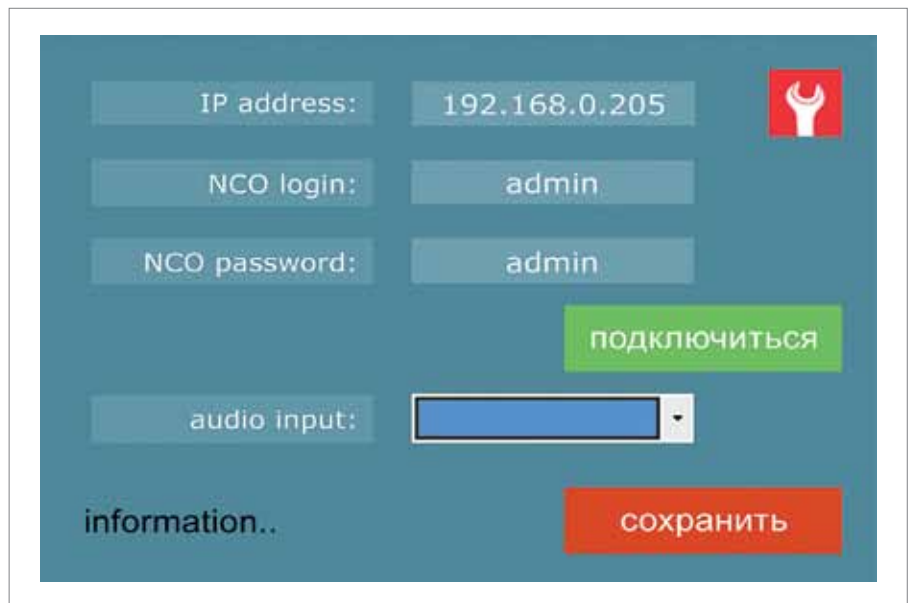 IP address: 192.168.0.205
NCO login: admin
NCO password: admin
подключиться
audio input:
information..
сохранить